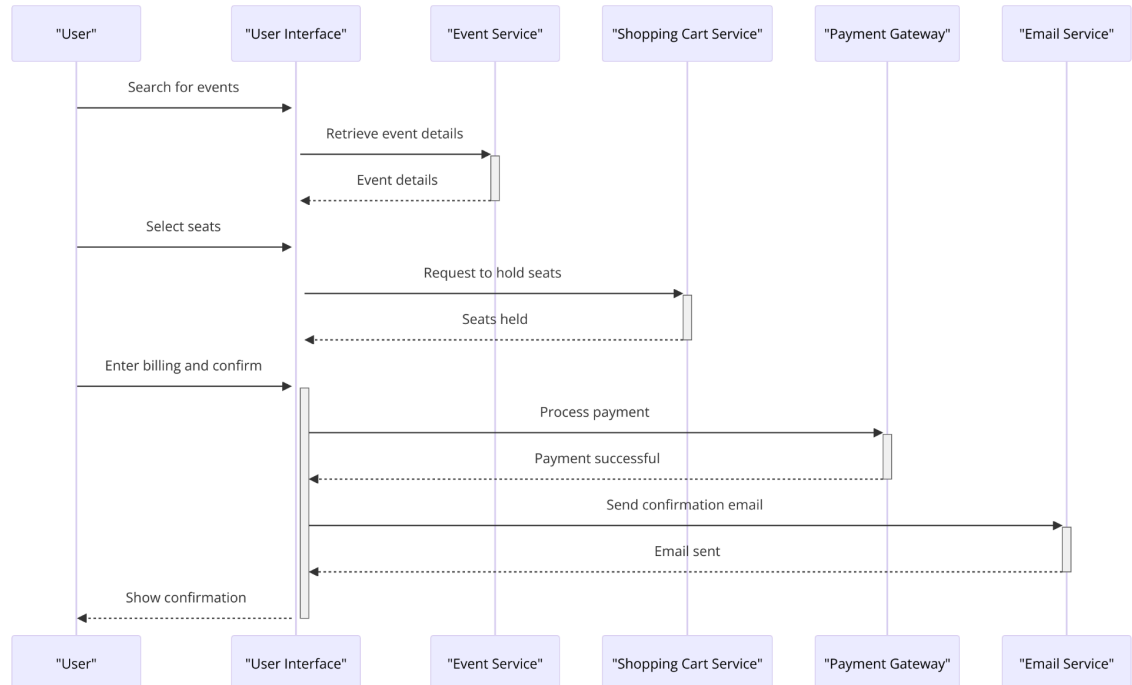 "User"
"User Interface"
"Event Service"
"Shopping Cart Service"
"Payment Gateway"
"Email Service"
Search for events
Retrieve event details
Event details
Select seats
Request to hold seats
Seats held
Enter billing and confirm
Process payment
Payment successful
Send confirmation email
Email sent
Show confirmation
"User"
"User Interface"
"Event Service"
"Shopping Cart Service"
"Payment Gateway"
"Email Service"